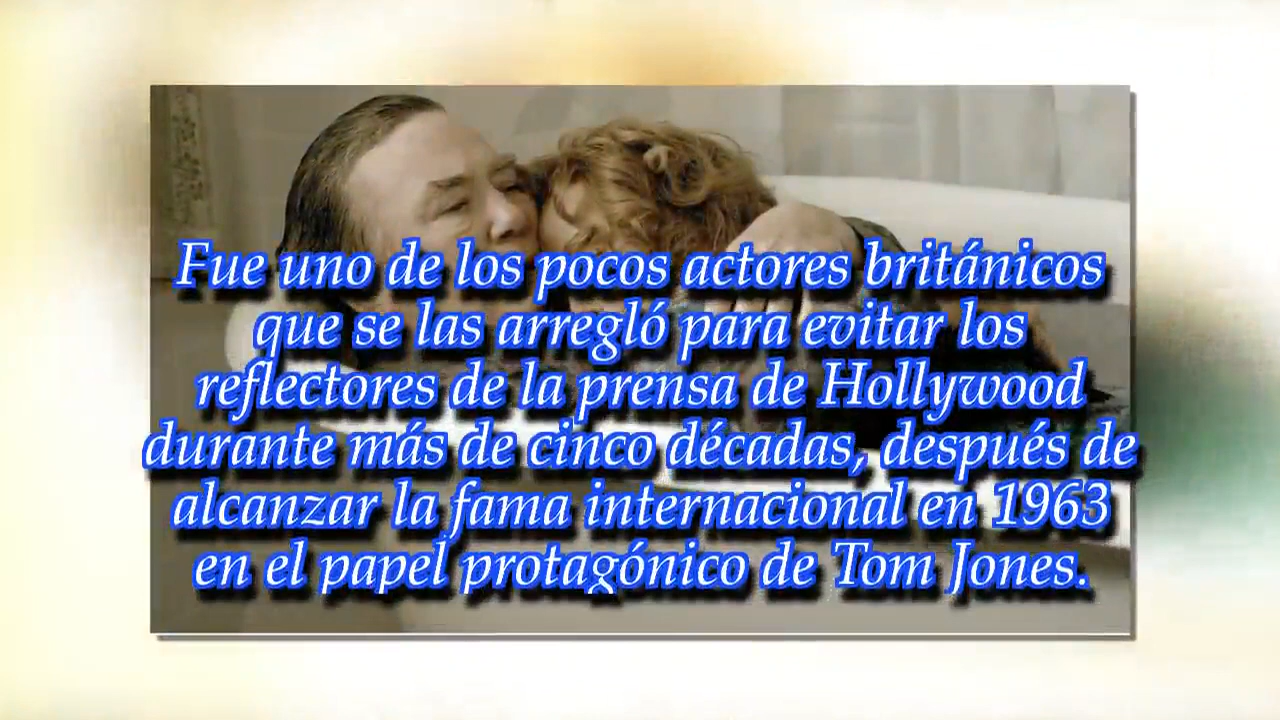 Fue uno de los pocos actores británicos
que se las arregló para evitar los
reflectores de la prensa de Hollywood
durante más de cinco décadas, después de
alcanzar la fama internacional en 1963
en el papel protagónico de Tom Jones.